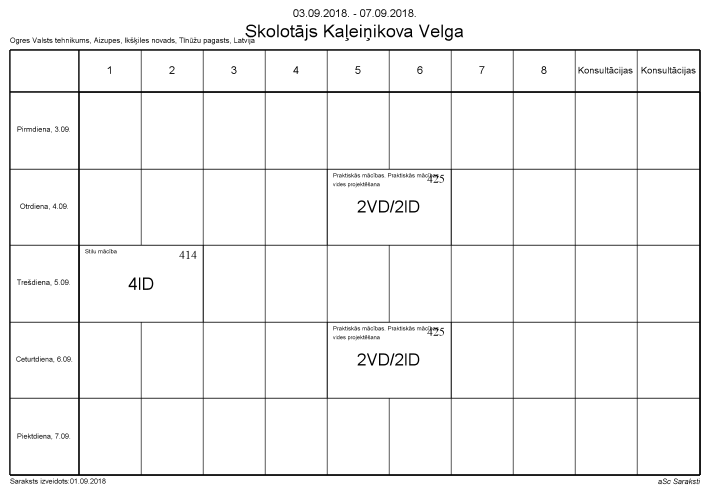 03.09.2018. - 07.09.2018.
Skolotājs Kaļeiņikova Velga
Ogres Valsts tehnikums, Aizupes, Ikšķiles novads, Tīnūžu pagasts, Latvija
1 2 3 4 5 6 7 8 Konsultācijas Konsultācijas
Pirmdiena, 3.09.
Praktiskās mācības. Praktiskās mācības
vides projektēšana
425
Otrdiena, 4.09.
2VD/2ID
Stilu mācība
414
Trešdiena, 5.09.
4ID
Praktiskās mācības. Praktiskās mācības
vides projektēšana
425
Ceturtdiena, 6.09.
2VD/2ID
Piektdiena, 7.09.
Saraksts izveidots:01.09.2018
aSc Saraksti